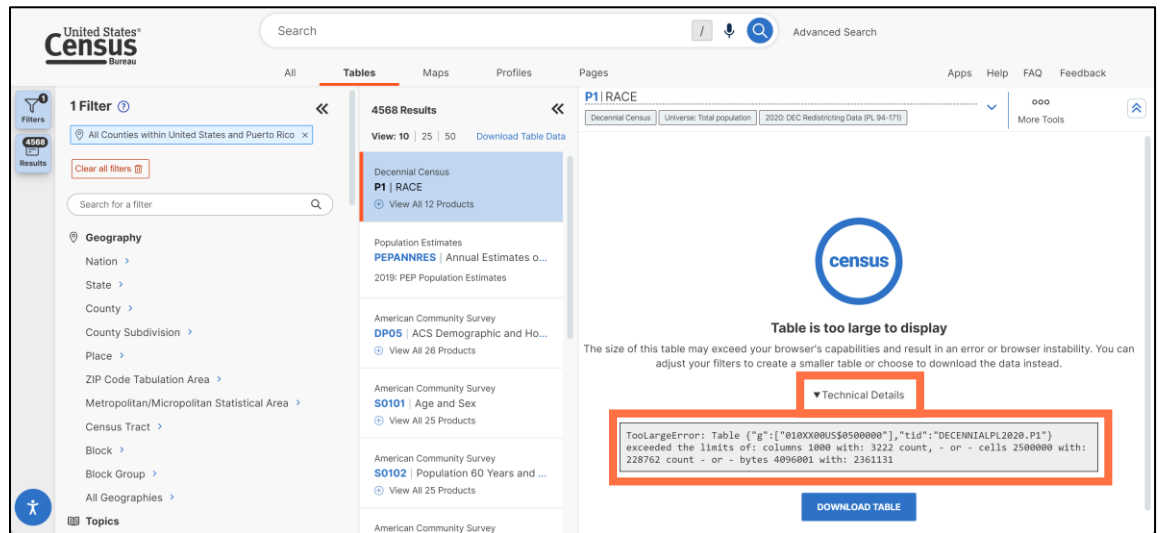 United States®
Census
Bureau
Search
/
Advanced Search
All
Tables
Maps
Profiles
Pages
Apps
Help
FAQ
Feedback
1
Filters
4568
Results
1 Filter
?
All Counties within United States and Puerto Rico ×
Clear all filters
Search for a filter
Geography
Nation >
State >
County >
County Subdivision >
Place >
ZIP Code Tabulation Area >
Metropolitan/Micropolitan Statistical Area >
Census Tract >
Block >
Block Group >
All Geographies >
Topics
4568 Results
View: 10 | 25 | 50 Download Table Data
Decennial Census
P1 | RACE
View All 12 Products
Population Estimates
PEPANNRES | Annual Estimates o...
2019: PEP Population Estimates
American Community Survey
DP05 | ACS Demographic and Ho...
View All 26 Products
American Community Survey
S0101 | Age and Sex
View All 25 Products
American Community Survey
S0102 | Population 60 Years and ...
View All 25 Products
American Community Survey
P1 | RACE
Decennial Census
Universe: Total population
2020: DEC Redistricting Data (PL 94-171)
More Tools
census
Table is too large to display
The size of this table may exceed your browser's capabilities and result in an error or browser instability. You can
adjust your filters to create a smaller table or choose to download the data instead.
▼Technical Details
TooLargeError: Table {"g":["010XX00US$0500000"],"tid":"DECENNIALPL2020.P1"}
exceeded the limits of: columns 1000 with: 3222 count, - or - cells 2500000 with:
228762 count - or - bytes 4096001 with: 2361131
DOWNLOAD TABLE